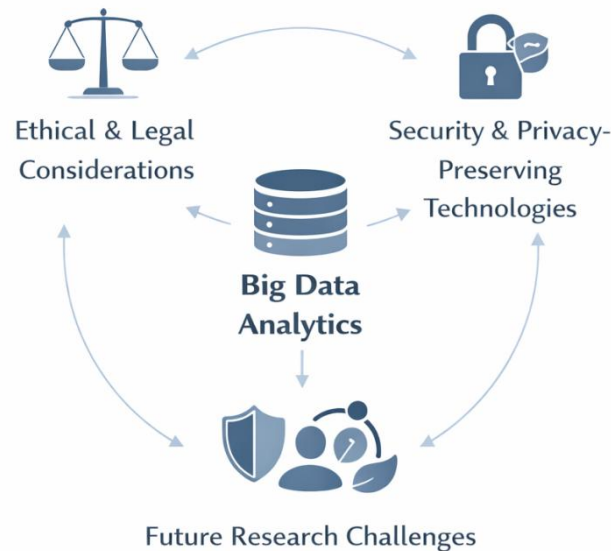 Ethical & Legal
Considerations
Security & Privacy-
Preserving
Technologies
Big Data
Analytics
Future Research Challenges